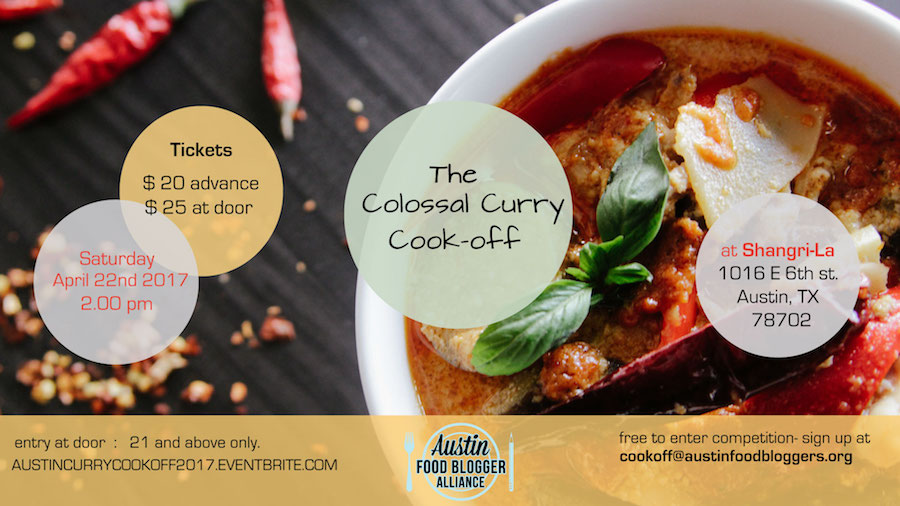 Tickets
$ 20 advance
$ 25 at door
Saturday
April 22nd 2017
2.00 pm
The
Colossal Curry
Cook-off
at Shangri-La
1016 E 6th st.
Austin, TX
78702
entry at door : 21 and above only.
AUSTINCURRYCOOKOFF2017.EVENTBRITE.COM
Austin
FOOD BLOGGER
ALLIANCE
free to enter competition- sign up at
cookoff@austinfoodbloggers.org